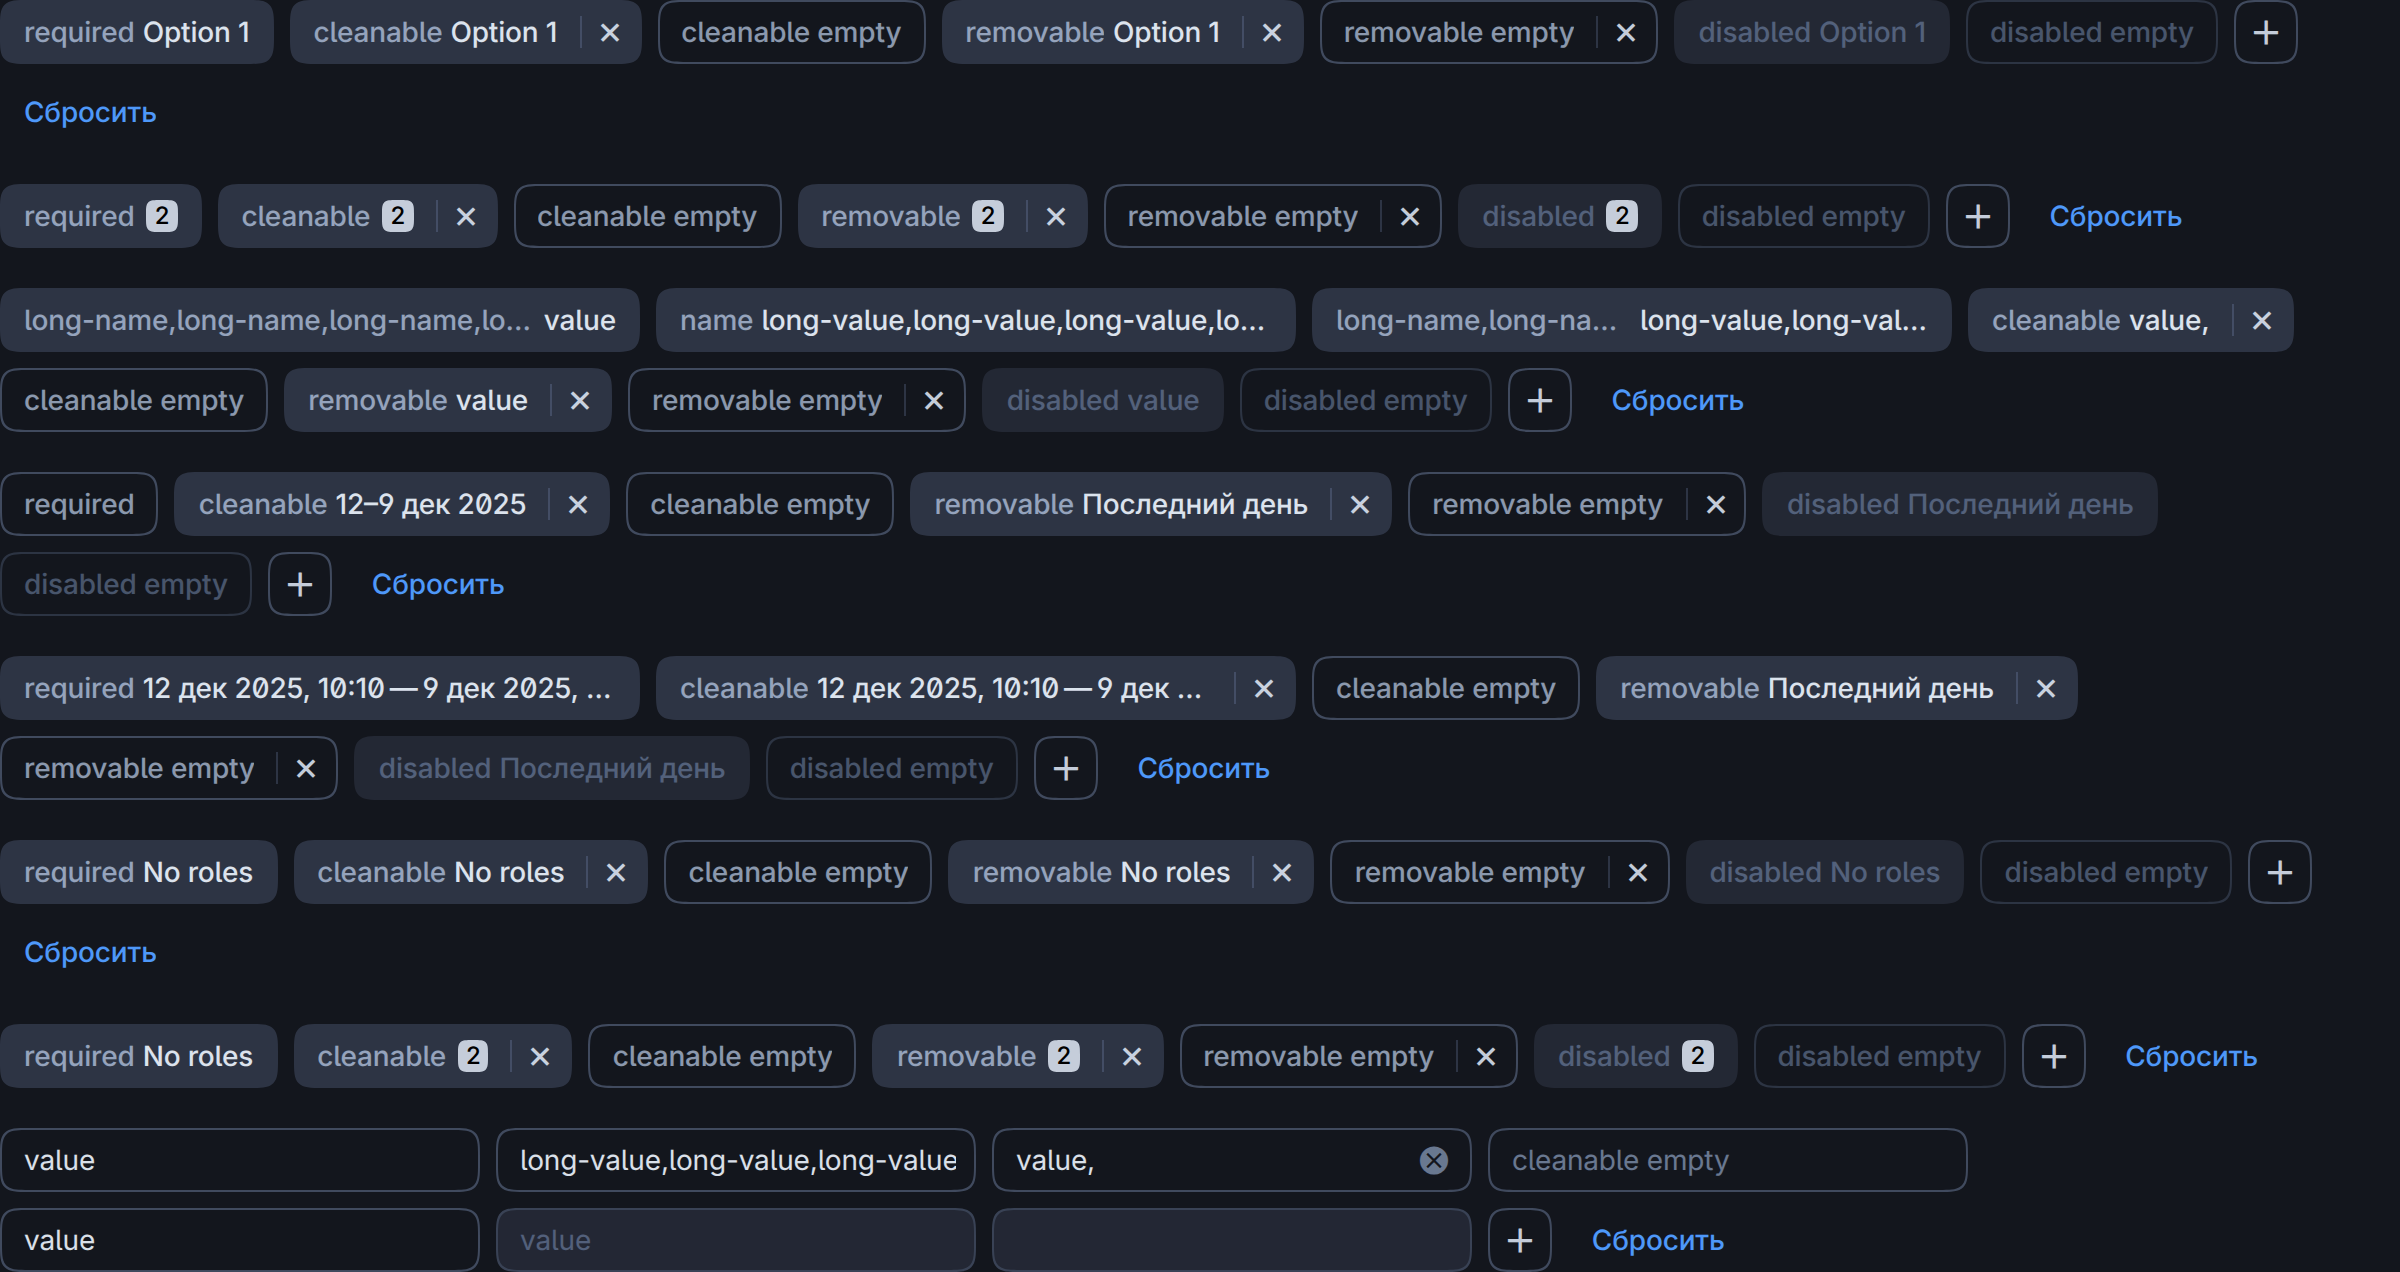 required Option 1 cleanable Option 1 cleanable empty removable Option 1 removable empty disabled Option 1 disabled empty
Сбросить
required 2 cleanable 2 cleanable empty removable 2 removable empty disabled 2 disabled empty Сбросить
long-name,long-name,long-name,lo... value name long-value,long-value,long-value,lo... long-name,long-na... long-value,long-val... cleanable value,
cleanable empty removable value removable empty disabled value disabled empty Сбросить
required cleanable 12–9 дек 2025 cleanable empty removable Последний день removable empty disabled Последний день
disabled empty Сбросить
required 12 дек 2025, 10:10 — 9 дек 2025, ... cleanable 12 дек 2025, 10:10 — 9 дек ... cleanable empty removable Последний день
removable empty disabled Последний день disabled empty Сбросить
required No roles cleanable No roles cleanable empty removable No roles removable empty disabled No roles disabled empty
Сбросить
required No roles cleanable 2 cleanable empty removable 2 removable empty disabled 2 disabled empty Сбросить
value long-value,long-value,long-value value, cleanable empty
value value Сбросить